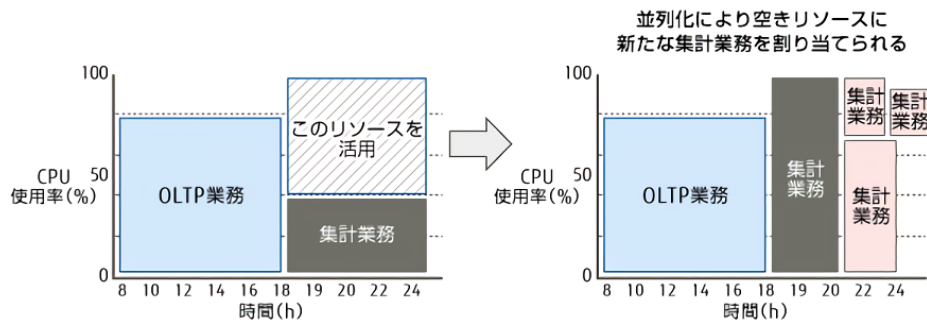 並列化により空きリソースに
新たな集計業務を割り当てられる
100
50
0
CPU
使用率(%)
このリソースを
活用
OLTP業務
集計業務
8 10 12 14 16 18 19 20 22 24
時間(h)
100
50
0
CPU
使用率(%)
OLTP業務
集計
業務
集計
業務
集計
業務
集計
業務
8 10 12 14 16 18 19 20 22 24
時間(h)